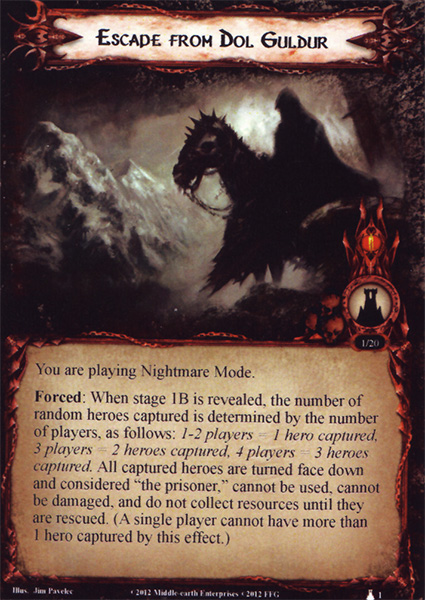 Escape from Dol Guldur
1/20
You are playing Nightmare Mode.
Forced: When stage 1B is revealed, the number of
random heroes captured is determined by the number
of players, as follows: 1-2 players = 1 hero captured,
3 players = 2 heroes captured, 4 players = 3 heroes
captured. All captured heroes are turned face down
and considered “the prisoner,” cannot be used, cannot
be damaged, and do not collect resources until they
are rescued. (A single player cannot have more than
1 hero captured by this effect.)
Illus. Jim Pavelec
©2012 Middle-earth Enterprises ©2012 FFG
1